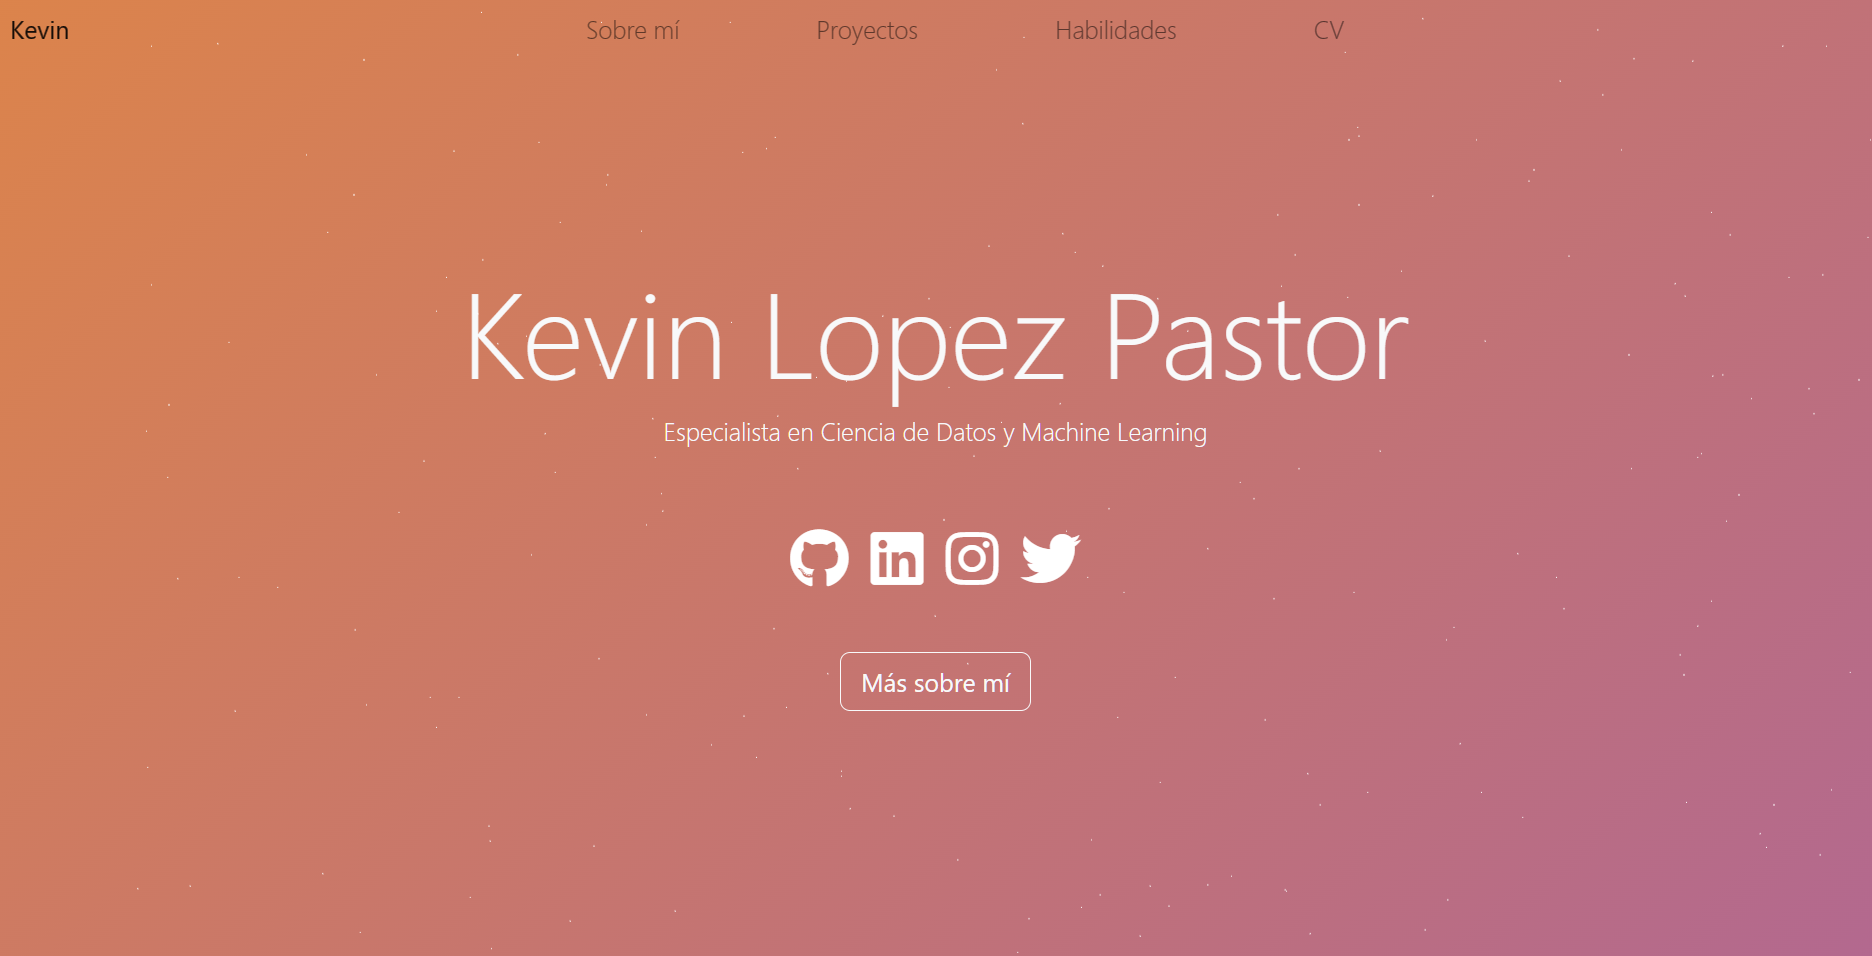 Kevin Sobre mí Proyectos Habilidades CV
Kevin Lopez Pastor
Especialista en Ciencia de Datos y Machine Learning
in
Más sobre mí